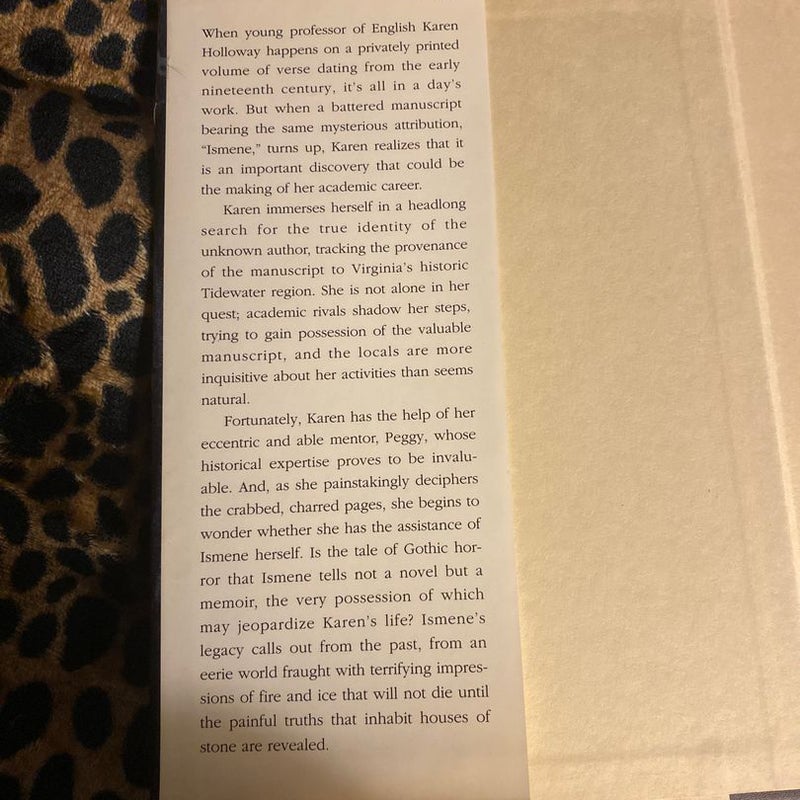 When young professor of English Karen
Holloway happens on a privately printed
volume of verse dating from the early
nineteenth century, it's all in a day's
work. But when a battered manuscript
bearing the same mysterious attribution,
“Ismene,” turns up, Karen realizes that it
is an important discovery that could be
the making of her academic career.
Karen immerses herself in a headlong
search for the true identity of the
unknown author, tracking the provenance
of the manuscript to Virginia's historic
Tidewater region. She is not alone in her
quest; academic rivals shadow her steps,
trying to gain possession of the valuable
manuscript, and the locals are more
inquisitive about her activities than seems
natural.
Fortunately, Karen has the help of her
eccentric and able mentor, Peggy, whose
historical expertise proves to be invalu-
able. And, as she painstakingly deciphers
the crabbed, charred pages, she begins to
wonder whether she has the assistance of
Ismene herself. Is the tale of Gothic hor-
ror that Ismene tells not a novel but a
memoir, the very possession of which
may jeopardize Karen's life? Ismene's
legacy calls out from the past, from an
eerie world fraught with terrifying impres-
sions of fire and ice that will not die until
the painful truths that inhabit houses of
stone are revealed.